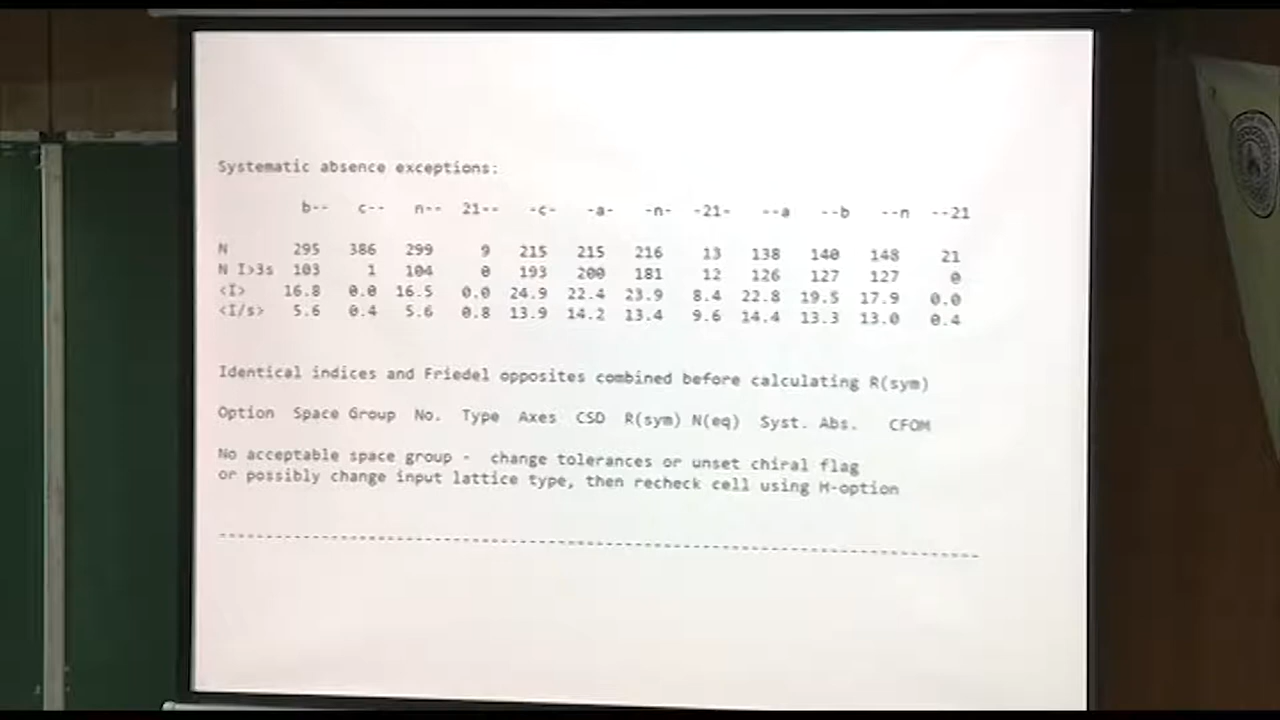 Systematic absence exceptions:
b-- c-- n-- 21-- -c- -a- -n- -21- --a --b --n --21
N 295 386 299 9 215 215 216 13 138 140 148 21
N I>3s 103 1 104 0 193 200 181 12 126 127 127 0
<I> 16.8 0.0 16.5 0.0 24.9 22.4 23.9 8.4 22.8 19.5 17.9 0.0
<I/s> 5.6 0.4 5.6 0.8 13.9 14.2 13.4 9.6 14.4 13.3 13.0 0.4
Identical indices and Friedel opposites combined before calculating R(sym)
Option Space Group No. Type Axes CSD R(sym) N(eq) Syst. Abs. CFOM
No acceptable space group - change tolerances or unset chiral flag
or possibly change input lattice type, then recheck cell using H-option